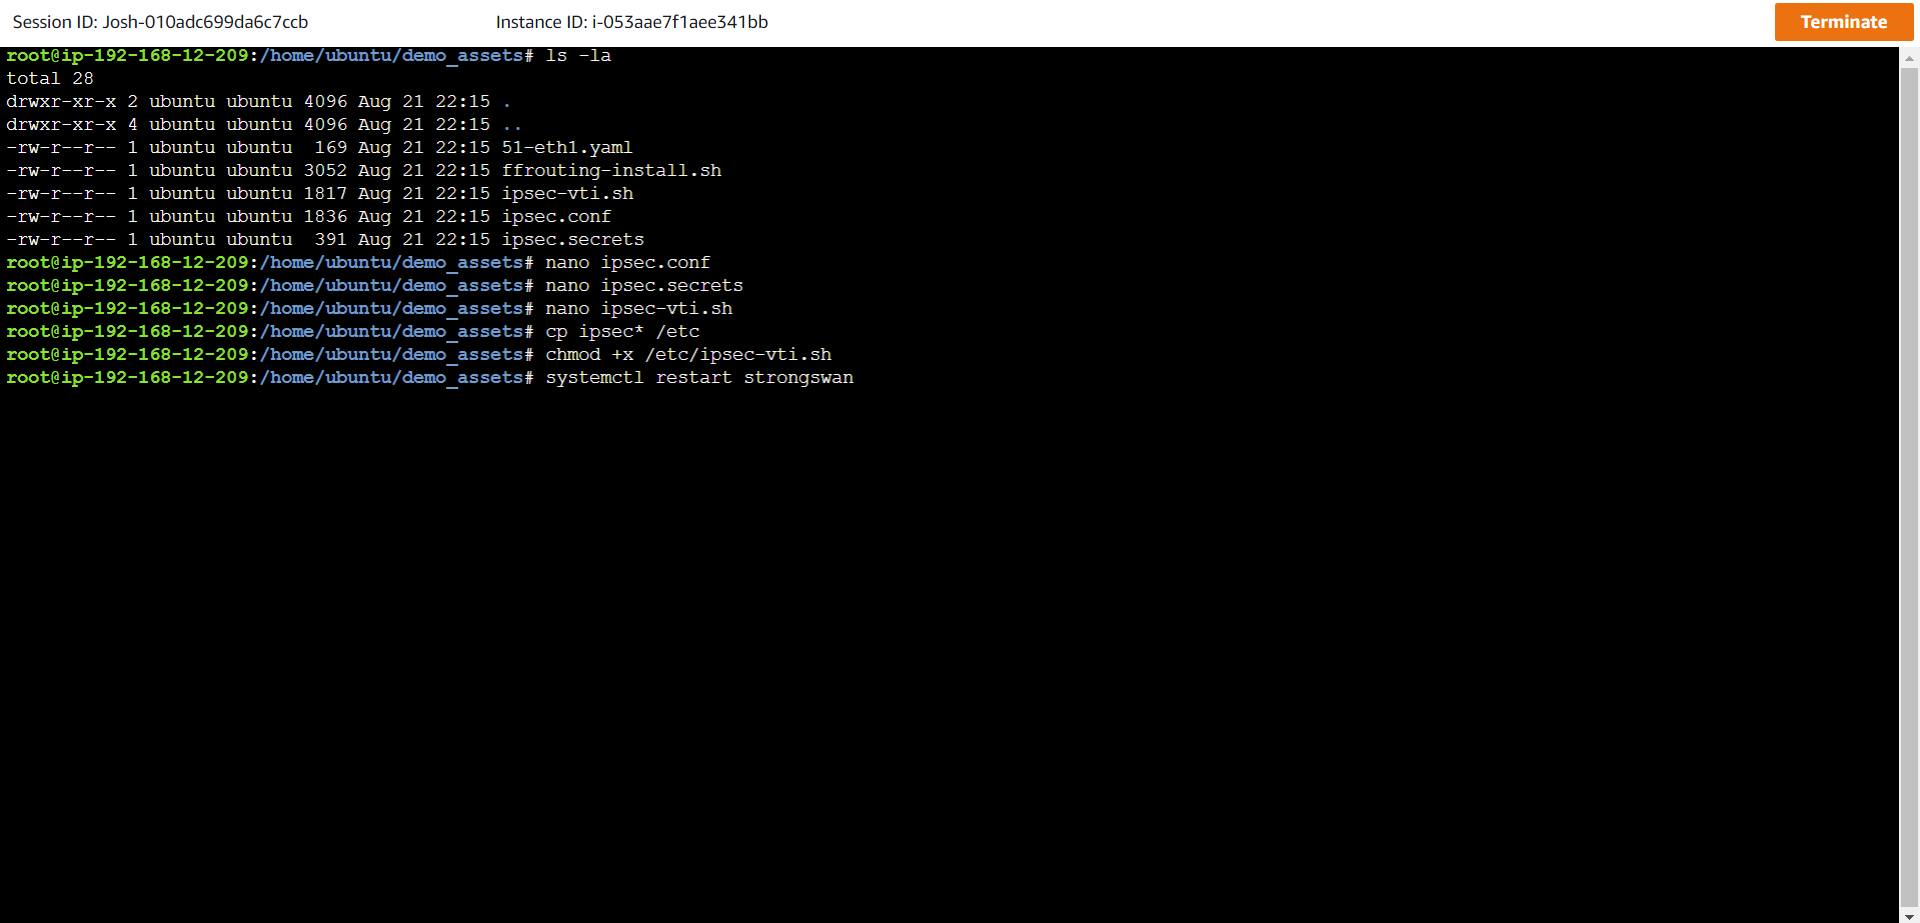 Session ID: Josh-010adc699da6c7ccb Instance ID: i-053aae7f1aee341bb Terminate
root@ip-192-168-12-209:/home/ubuntu/demo_assets# ls -la
total 28
drwxr-xr-x 2 ubuntu ubuntu 4096 Aug 21 22:15 .
drwxr-xr-x 4 ubuntu ubuntu 4096 Aug 21 22:15 ..
-rw-r--r-- 1 ubuntu ubuntu  169 Aug 21 22:15 51-eth1.yaml
-rw-r--r-- 1 ubuntu ubuntu 3052 Aug 21 22:15 ffrouting-install.sh
-rw-r--r-- 1 ubuntu ubuntu 1817 Aug 21 22:15 ipsec-vti.sh
-rw-r--r-- 1 ubuntu ubuntu 1836 Aug 21 22:15 ipsec.conf
-rw-r--r-- 1 ubuntu ubuntu  391 Aug 21 22:15 ipsec.secrets
root@ip-192-168-12-209:/home/ubuntu/demo_assets# nano ipsec.conf
root@ip-192-168-12-209:/home/ubuntu/demo_assets# nano ipsec.secrets
root@ip-192-168-12-209:/home/ubuntu/demo_assets# nano ipsec-vti.sh
root@ip-192-168-12-209:/home/ubuntu/demo_assets# cp ipsec* /etc
root@ip-192-168-12-209:/home/ubuntu/demo_assets# chmod +x /etc/ipsec-vti.sh
root@ip-192-168-12-209:/home/ubuntu/demo_assets# systemctl restart strongswan